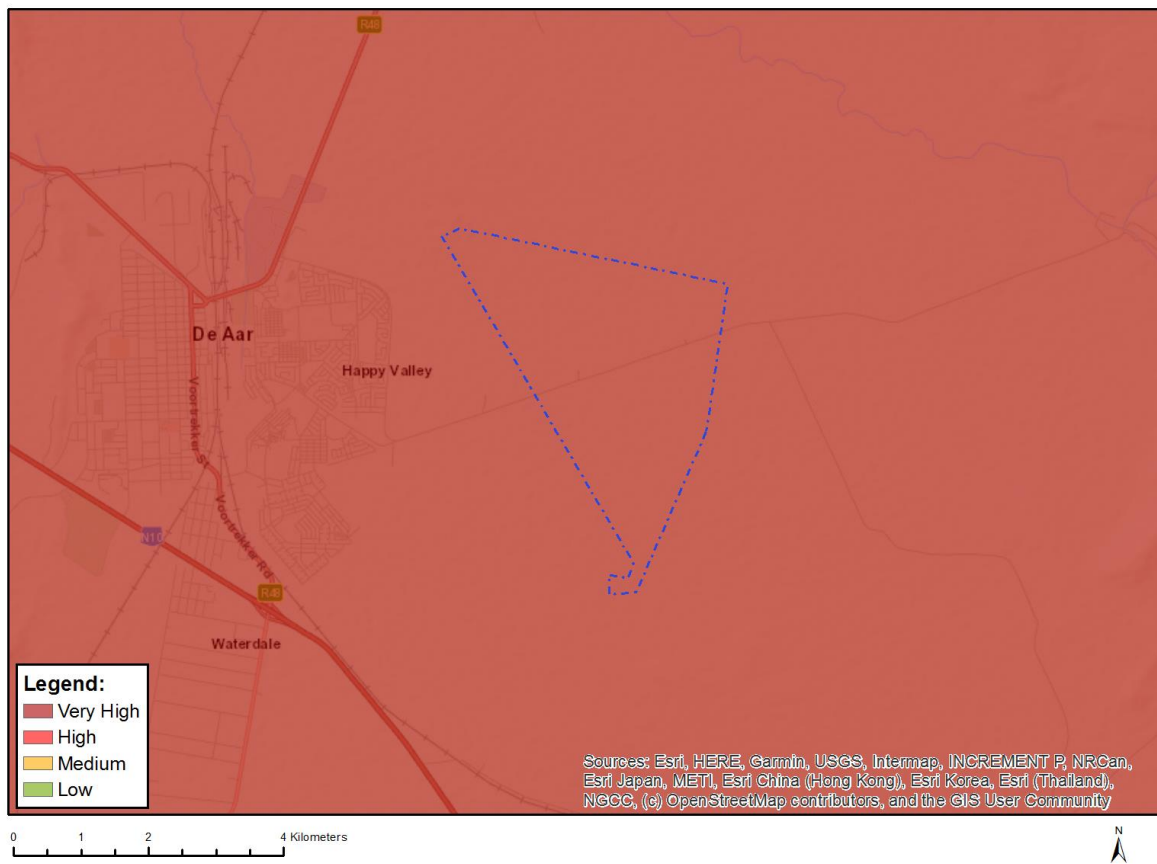 R48
De Aar
Happy Valley
Voortrekker St
N10
Voortrekker Rd
R48
Waterdale
Legend:
Very High
High
Medium
Low
Sources: Esri, HERE, Garmin, USGS, Intermap, INCREMENT P, NRCan,
Esri Japan, METI, Esri China (Hong Kong), Esri Korea, Esri (Thailand),
NGCC, (c) OpenStreetMap contributors, and the GIS User Community
0 1 2 4 Kilometers
N